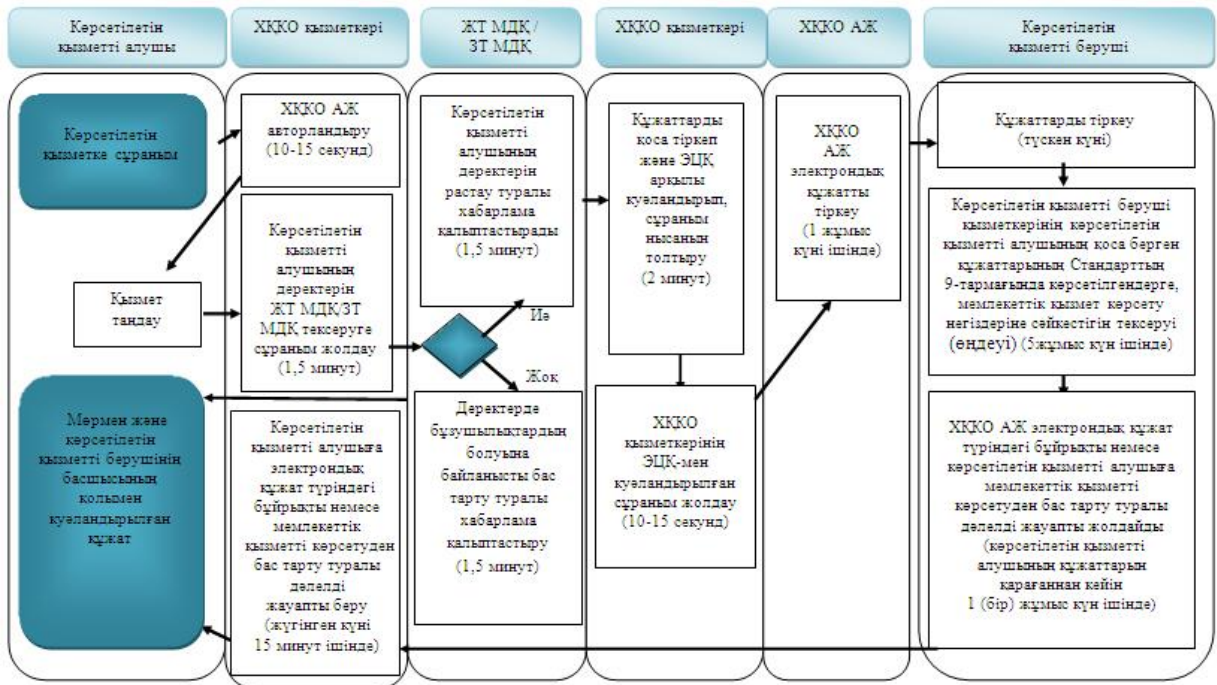 Көрсетілетін
қызметті алушы
ХҚКО қызметкері
ЖТ МДҚ /
ЗТ МДҚ
ХҚКО қызметкері
ХҚКО АЖ
Көрсетілетін
қызметті беруші
Көрсетілетін
қызметке сұраным
Қызмет
таңдау
Мөрмен және
көрсетілетін
қызметті берушінің
басшысының
қолымен
куәландырылған
құжат
ХҚКО АЖ
авторландыру
(10-15 секунд)
Көрсетілетін
қызметті
алушының
деректерін
ЖТ МДҚ/ЗТ
МДҚ тексеруге
сұраным жолдау
(1,5 минут)
Көрсетілетін
қызметті алушыға
электрондық
құжат түріндегі
бұйрықты немесе
мемлекеттік
қызметті көрсетуден
бас тарту туралы
дәлелді
жауапты беру
(жүгінген күні
15 минут ішінде)
Көрсетілетін
қызметті
алушының
деректерін
растау туралы
хабарлама
қалыптастырады
(1,5 минут)
Иә
Жоқ
Деректерде
бұзушылықтардың
болуына
байланысты бас
тарту туралы
хабарлама
қалыптастыру
(1,5 минут)
Құжаттарды
қоса тіркеп
және ЭЦҚ
арқылы
куәландырып,
сұраным
нысанын
толтыру
(2 минут)
ХҚКО
қызметкерінің
ЭЦҚ-мен
куәландырылған
сұраным жолдау
(10-15 секунд)
ХҚКО
АЖ
электрондық
құжатты
тіркеу
(1 жұмыс
күні ішінде)
Құжаттарды тіркеу
(түскен күні)
Көрсетілетін қызметті беруші
қызметкерінің көрсетілетін
қызметті алушының қоса берген
құжаттарының Стандарттың
9-тармағында көрсетілгендерге,
мемлекеттік қызмет көрсету
негіздеріне сәйкестігін тексеруі
(өңдеуі) (5жұмыс күн ішінде)
ХҚКО АЖ электрондық құжат
түріндегі бұйрықты немесе
көрсетілетін қызметті алушыға
мемлекеттік қызметті
көрсетуден бас тарту туралы
дәлелді жауапты жолдайды
(көрсетілетін қызметті
алушының құжаттарын
қарағаннан кейін
1 (бір) жұмыс күн ішінде)